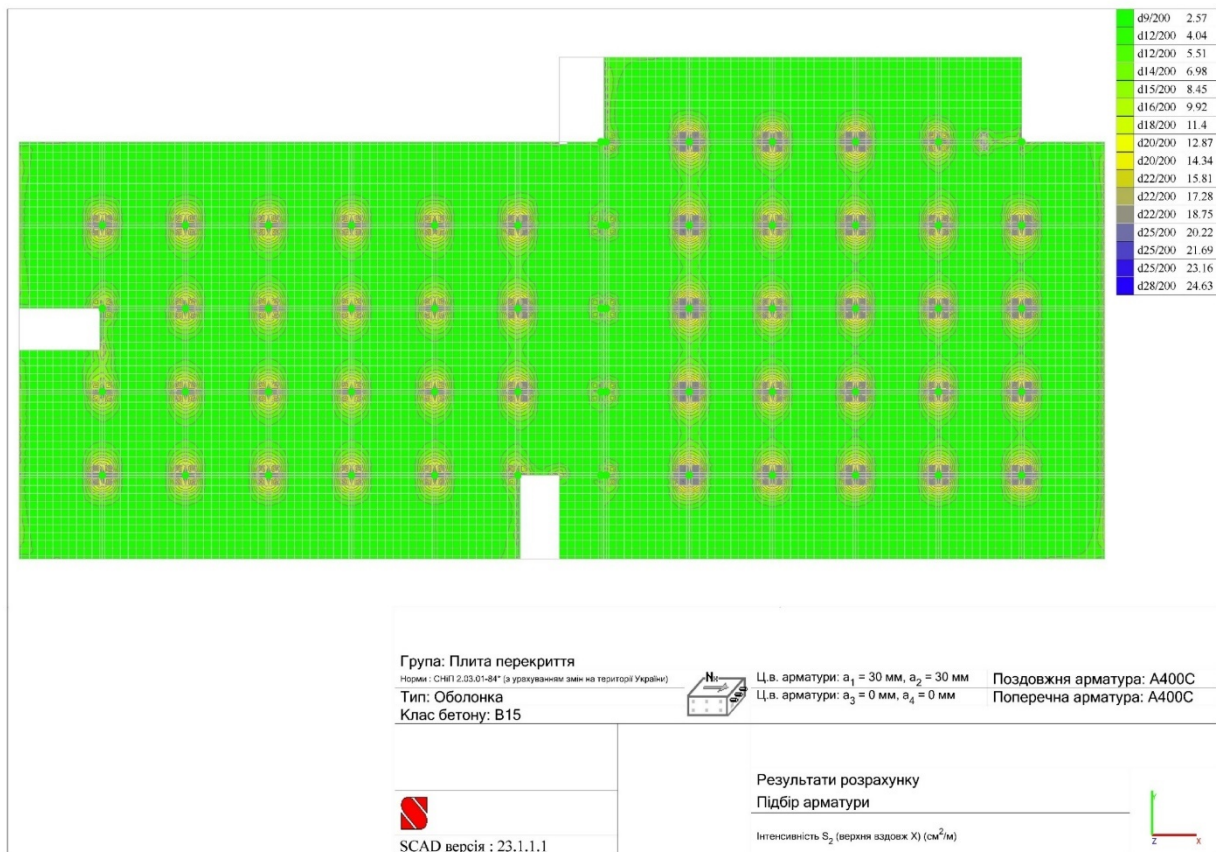 d9/200 2.57
d12/200 4.04
d12/200 5.51
d14/200 6.98
d15/200 8.45
d16/200 9.92
d18/200 11.4
d20/200 12.87
d20/200 14.34
d22/200 15.81
d22/200 17.28
d22/200 18.75
d25/200 20.22
d25/200 21.69
d25/200 23.16
d28/200 24.63
Група: Плита перекриття
Норми : СНіП 2.03.01-84* (з урахуванням змін на території України)
Тип: Оболонка
Клас бетону: B15
Nx
Ц.в. арматури: a₁ = 30 мм, a₂ = 30 мм
Ц.в. арматури: a₃ = 0 мм, a₄ = 0 мм
Поздовжня арматура: A400C
Поперечна арматура: A400C
Результати розрахунку
Підбір арматури
Інтенсивність S₂ (верхня вздовж X) (см²/м)
SCAD версія : 23.1.1.1
Y
Z X